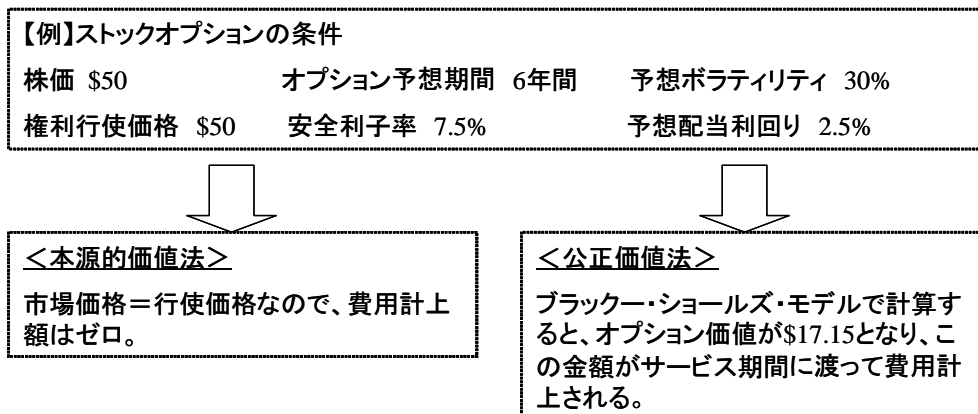 【例】ストックオプションの条件
株価 $50 オプション予想期間 6年間 予想ボラティリティ 30%
権利行使価格 $50 安全利子率 7.5% 予想配当利回り 2.5%
＜本源的価値法＞
市場価格＝行使価格なので、費用計上
額はゼロ。
＜公正価値法＞
ブラックー・ショールズ・モデルで計算す
ると、オプション価値が$17.15となり、こ
の金額がサービス期間に渡って費用計
上される。